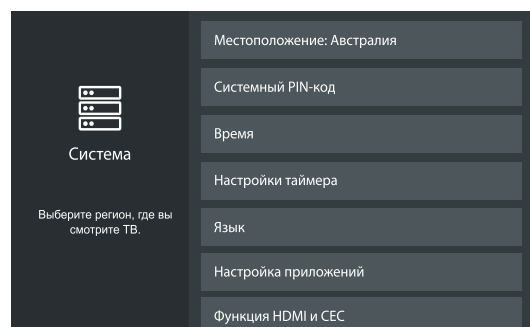 Система
Выберите регион, где вы
смотрите ТВ.
Местоположение: Австралия
Системный PIN-код
Время
Настройки таймера
Язык
Настройка приложений
Функция HDMI и CEC